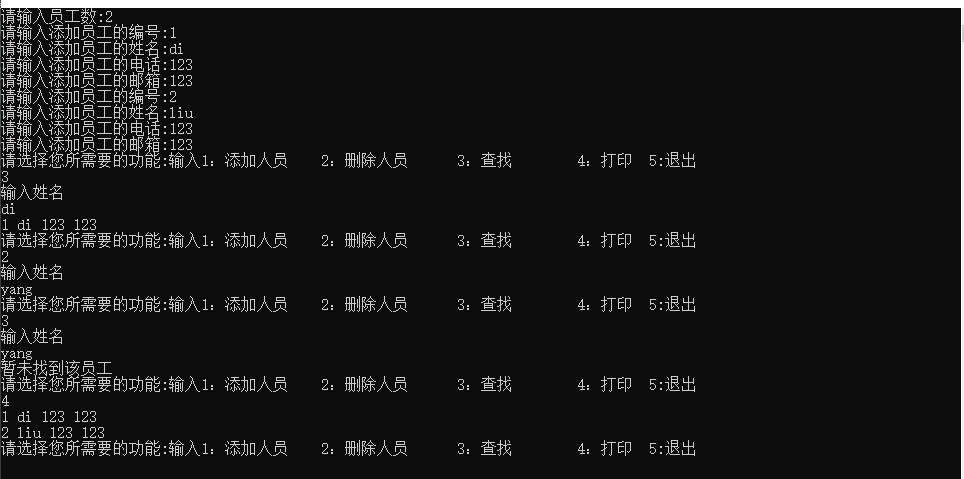 请输入员工数:2
请输入添加员工的编号:1
请输入添加员工的姓名:di
请输入添加员工的电话:123
请输入添加员工的邮箱:123
请输入添加员工的编号:2
请输入添加员工的姓名:liu
请输入添加员工的电话:123
请输入添加员工的邮箱:123
请选择您所需要的功能:输入1：添加人员    2：删除人员      3：查找        4：打印  5:退出
3
输入姓名
di
1 di 123 123
请选择您所需要的功能:输入1：添加人员    2：删除人员      3：查找        4：打印  5:退出
2
输入姓名
yang
请选择您所需要的功能:输入1：添加人员    2：删除人员      3：查找        4：打印  5:退出
3
输入姓名
yang
暂未找到该员工
请选择您所需要的功能:输入1：添加人员    2：删除人员      3：查找        4：打印  5:退出
4
1 di 123 123
2 liu 123 123
请选择您所需要的功能:输入1：添加人员    2：删除人员      3：查找        4：打印  5:退出